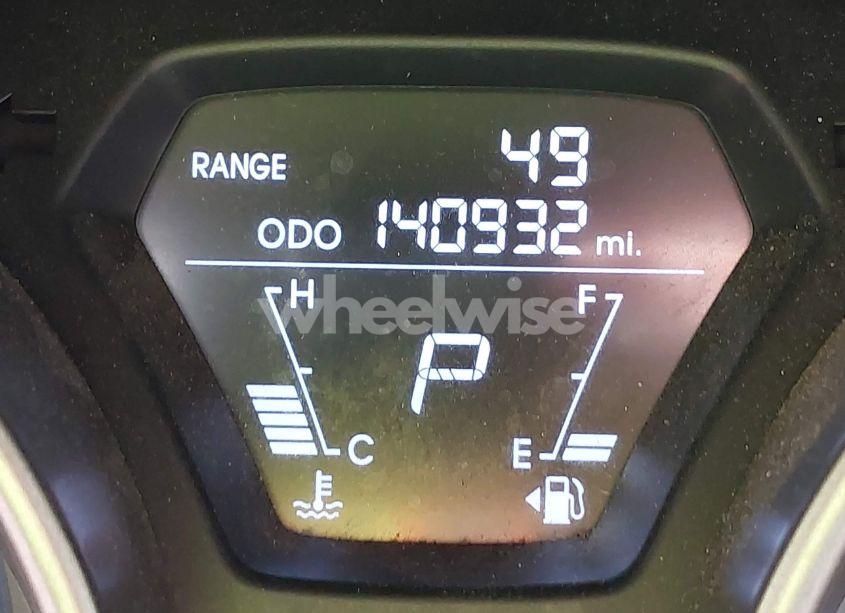 RANGE 49
ODO 140932 mi.
H F
wheelwise
P
C E